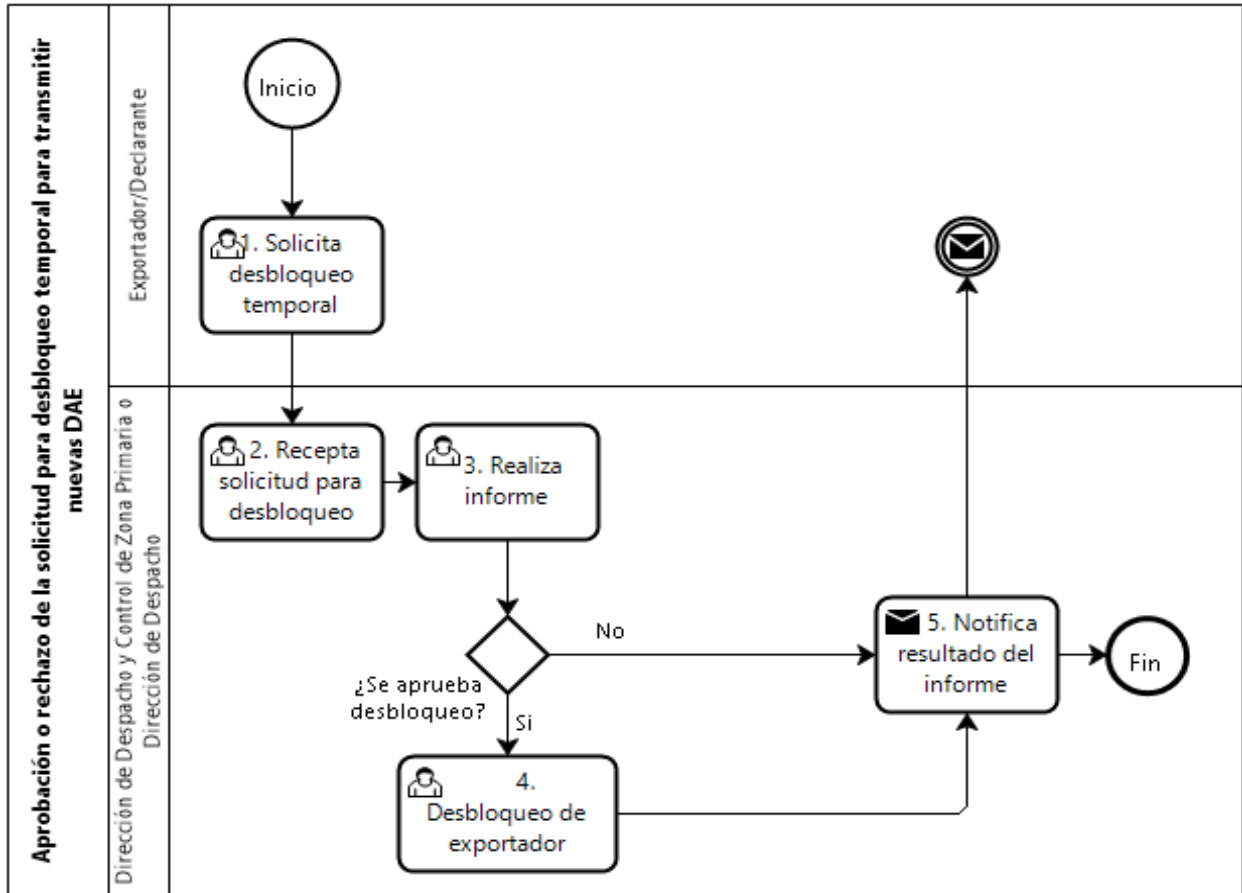 Aprobación o rechazo de la solicitud para desbloqueo temporal para transmitir
nuevas DAE
Exportador/Declarante
Inicio
1. Solicita
desbloqueo
temporal
Dirección de Despacho y Control de Zona Primaria o
Dirección de Despacho
2. Recepta
solicitud para
desbloqueo
3. Realiza
informe
¿Se aprueba
desbloqueo?
No
Si
4.
Desbloqueo de
exportador
5. Notifica
resultado del
informe
Fin